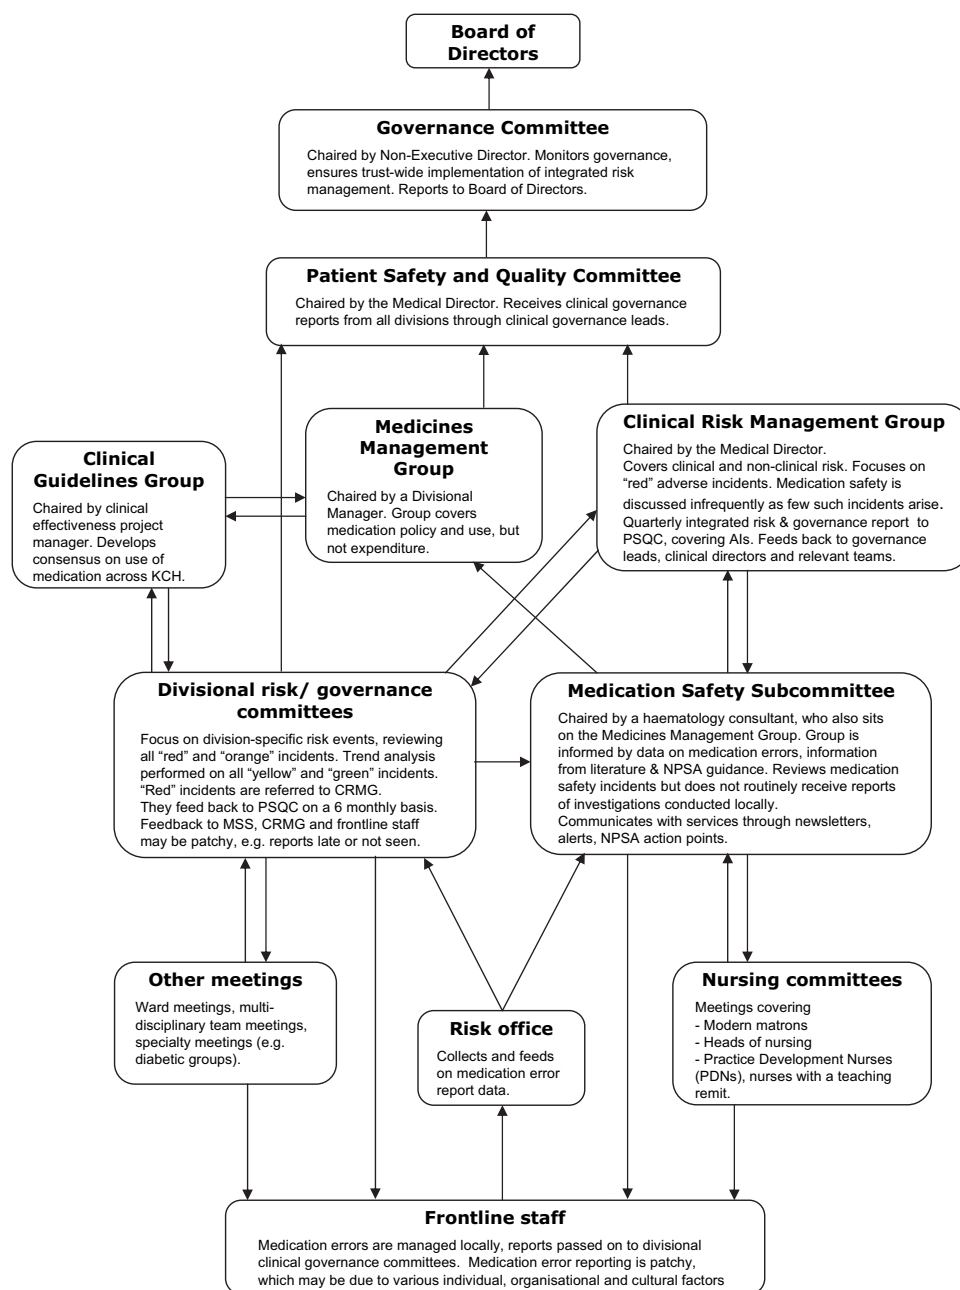 Board of
Directors
Governance Committee
Chaired by Non-Executive Director. Monitors governance,
ensures trust-wide implementation of integrated risk
management. Reports to Board of Directors.
Patient Safety and Quality Committee
Chaired by the Medical Director. Receives clinical governance
reports from all divisions through clinical governance leads.
Clinical
Guidelines Group
Chaired by clinical
effectiveness project
manager. Develops
consensus on use of
medication across KCH.
Medicines
Management
Group
Chaired by a Divisional
Manager. Group covers
medication policy and use, but
not expenditure.
Clinical Risk Management Group
Chaired by the Medical Director.
Covers clinical and non-clinical risk. Focuses on
“red” adverse incidents. Medication safety is
discussed infrequently as few such incidents arise.
Quarterly integrated risk & governance report to
PSQC, covering AIs. Feeds back to governance
leads, clinical directors and relevant teams.
Divisional risk/ governance
committees
Focus on division-specific risk events, reviewing
all “red” and “orange” incidents. Trend analysis
performed on all “yellow” and “green” incidents.
“Red” incidents are referred to CRMG.
They feed back to PSQC on a 6 monthly basis.
Feedback to MSS, CRMG and frontline staff
may be patchy, e.g. reports late or not seen.
Medication Safety Subcommittee
Chaired by a haematology consultant, who also sits
on the Medicines Management Group. Group is
informed by data on medication errors, information
from literature & NPSA guidance. Reviews medication
safety incidents but does not routinely receive reports
of investigations conducted locally.
Communicates with services through newsletters,
alerts, NPSA action points.
Other meetings
Ward meetings, multi-
disciplinary team meetings,
specialty meetings (e.g.
diabetic groups).
Risk office
Collects and feeds
on medication error
report data.
Nursing committees
Meetings covering
- Modern matrons
- Heads of nursing
- Practice Development Nurses
(PDNs), nurses with a teaching
remit.
Frontline staff
Medication errors are managed locally, reports passed on to divisional
clinical governance committees. Medication error reporting is patchy,
which may be due to various individual, organisational and cultural factors